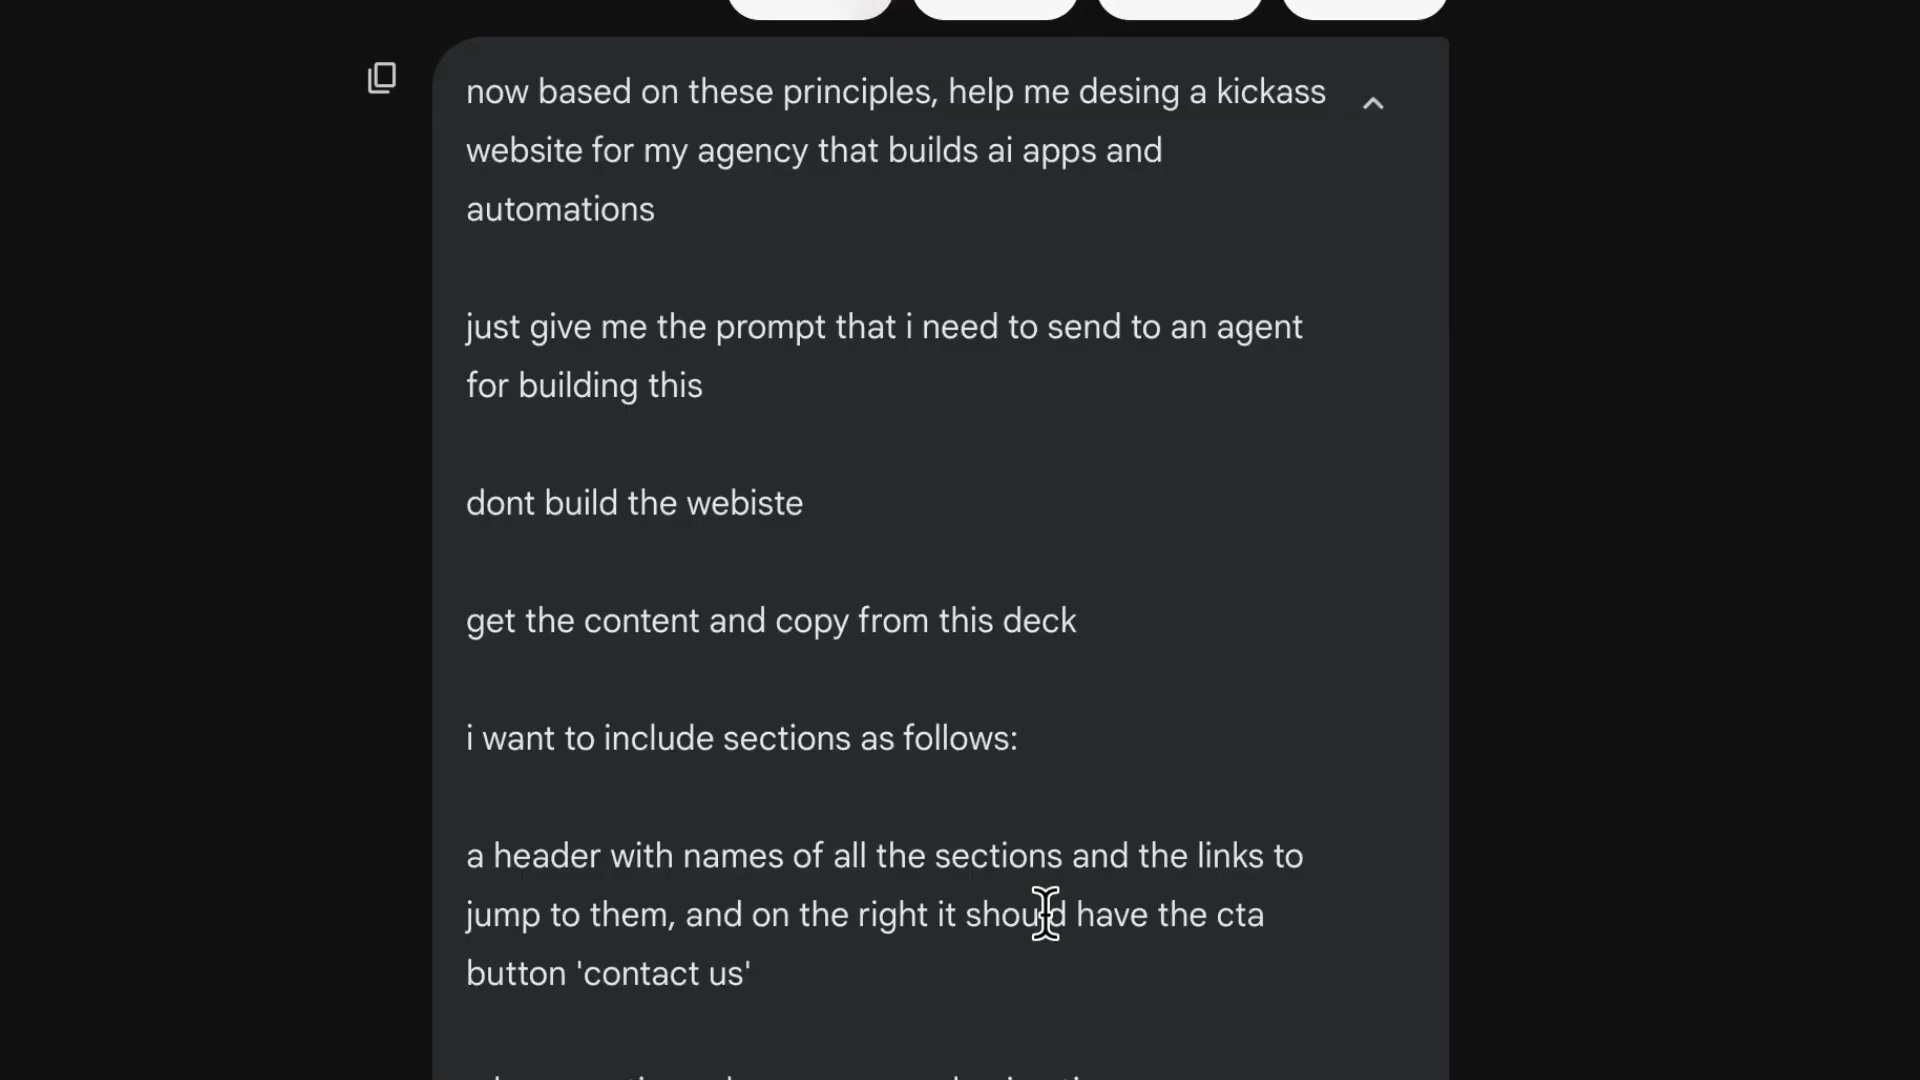 now based on these principles, help me desing a kickass
website for my agency that builds ai apps and
automations
just give me the prompt that i need to send to an agent
for building this
dont build the webiste
get the content and copy from this deck
i want to include sections as follows:
a header with names of all the sections and the links to
jump to them, and on the right it should have the cta
button 'contact us'